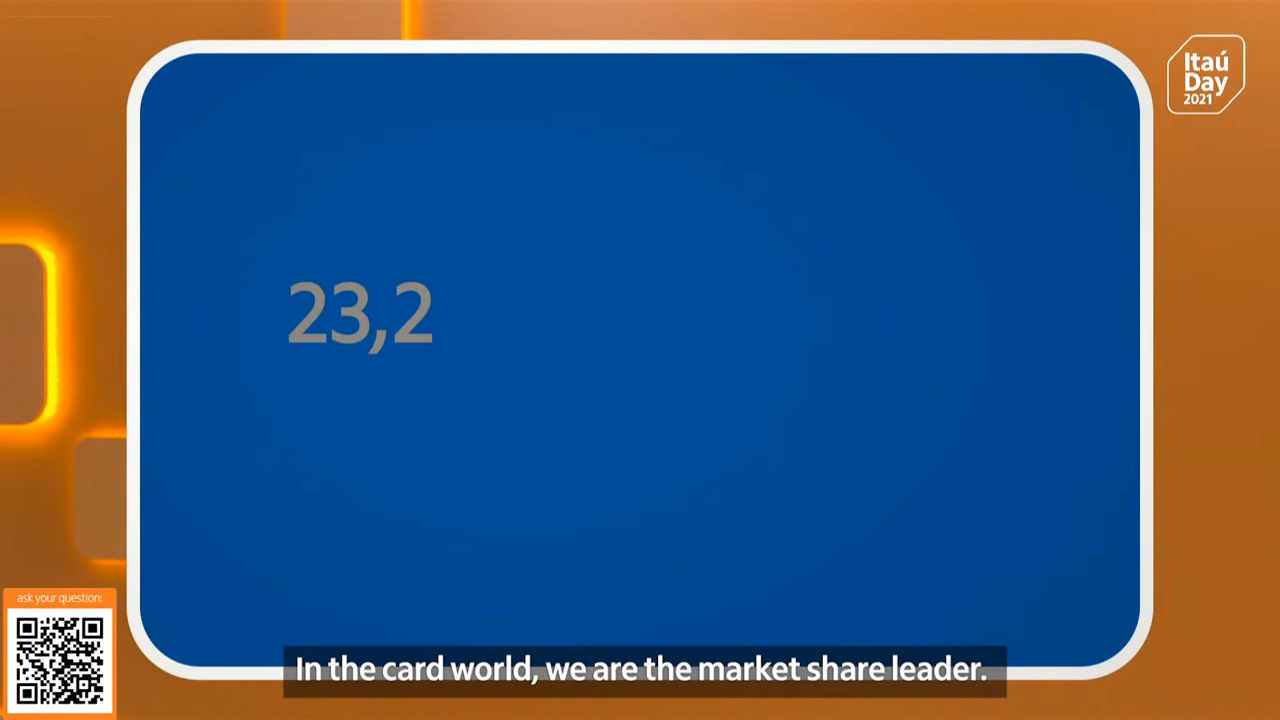 Itaú
Day
2021
23,2
ask your question:
In the card world, we are the market share leader.